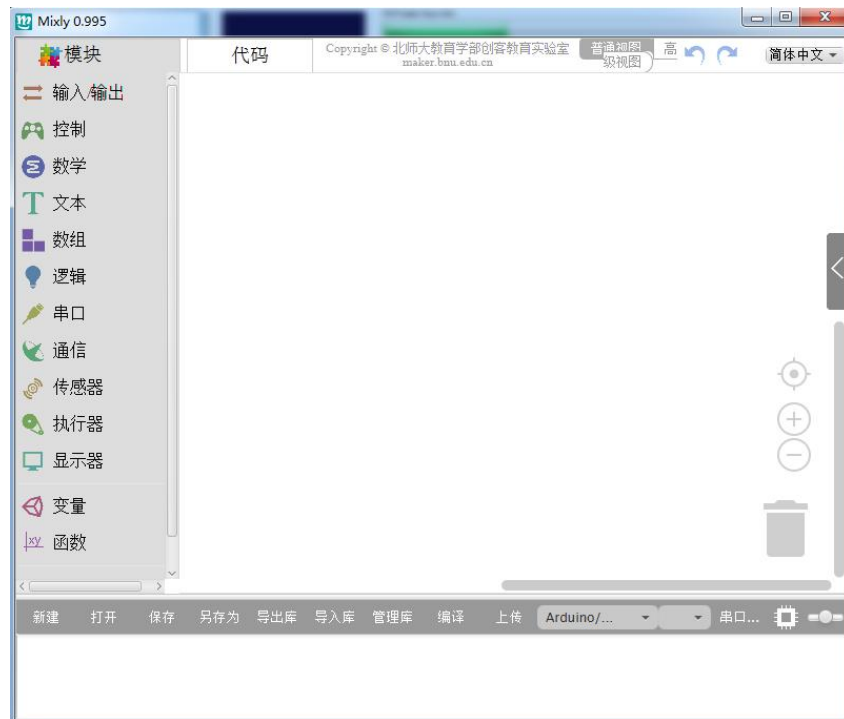 Mixly 0.995
模块
代码
Copyright © 北师大教育学部创客教育实验室
maker.bnu.edu.cn
普通视图
高
级视图
简体中文
输入/输出
控制
数学
文本
数组
逻辑
串口
通信
传感器
执行器
显示器
变量
函数
新建 打开 保存 另存为 导出库 导入库 管理库 编译 上传 Arduino/... 串口...